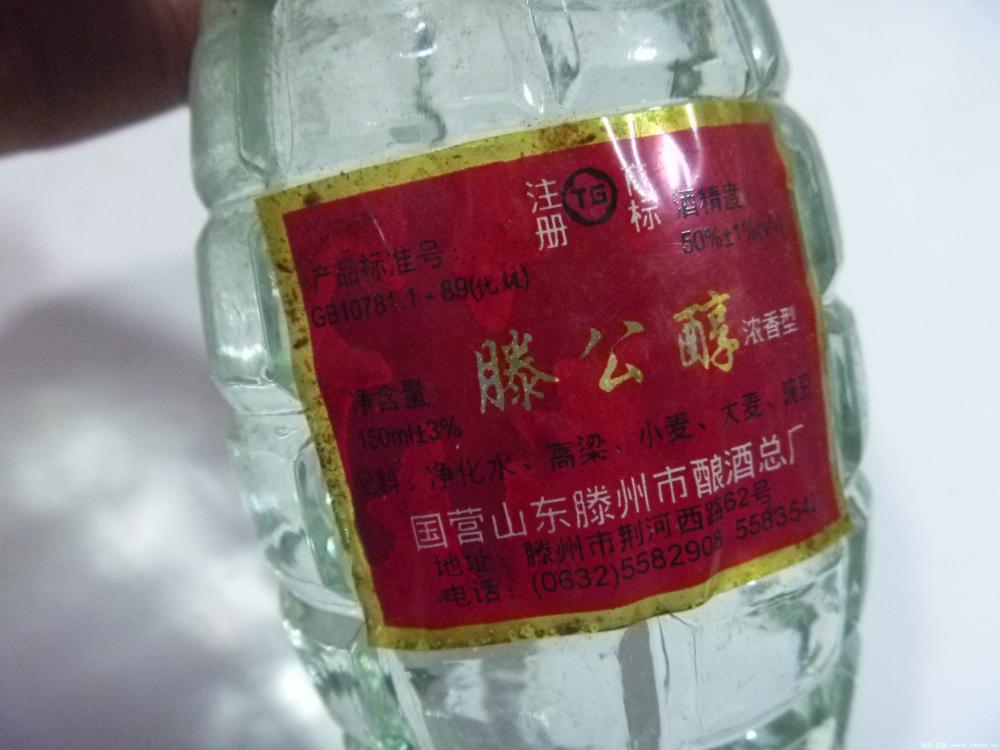 注册 TG 商标
酒精度:
50%±1%(V/V)
产品标准号:
GB10781.1-89(优级)
滕公醇 浓香型
净含量
150ml±3%
配料:净化水、高梁、小麦、大麦、豌豆
国营山东滕州市酿酒总厂
地址:滕州市荆河西路62号
电话:(0632)5582908 558354